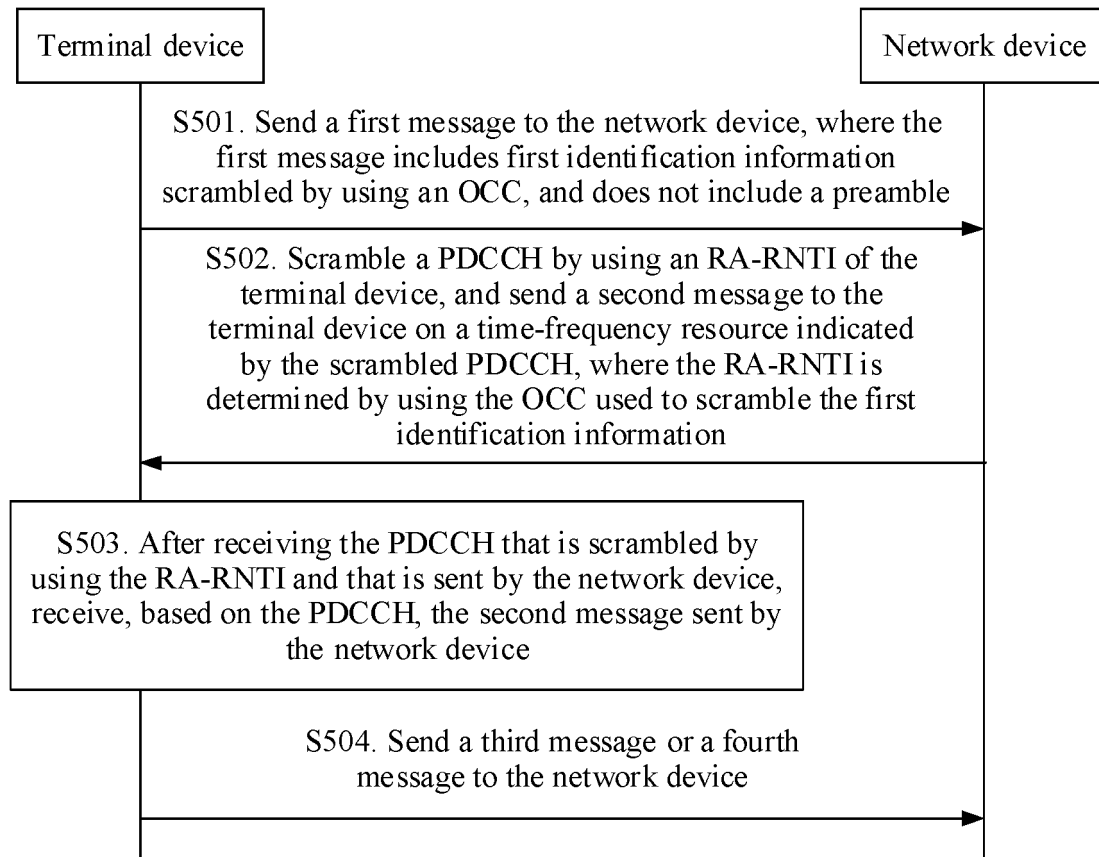 Terminal device
Network device
S501. Send a first message to the network device, where the
first message includes first identification information
scrambled by using an OCC, and does not include a preamble
S502. Scramble a PDCCH by using an RA-RNTI of the
terminal device, and send a second message to the
terminal device on a time-frequency resource indicated
by the scrambled PDCCH, where the RA-RNTI is
determined by using the OCC used to scramble the first
identification information
S503. After receiving the PDCCH that is scrambled by
using the RA-RNTI and that is sent by the network device,
receive, based on the PDCCH, the second message sent by
the network device
S504. Send a third message or a fourth
message to the network device